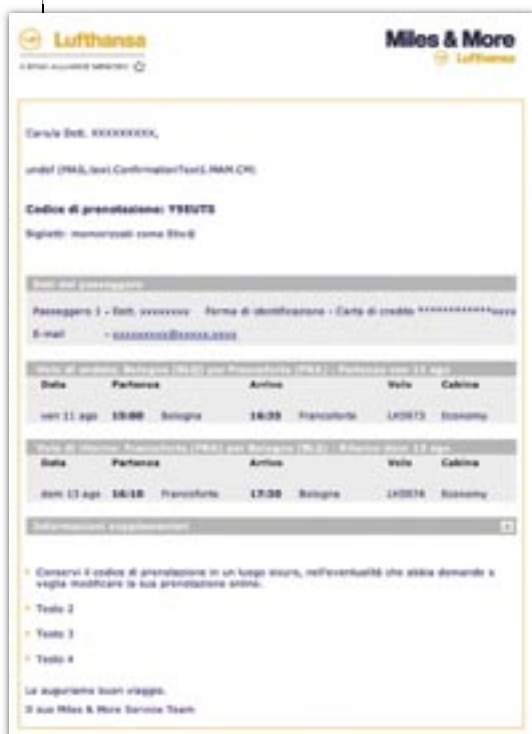 Lufthansa
Miles & More
A STAR ALLIANCE MEMBER
Lufthansa
Caro/a Dott. XXXXXXXXX,
undef (MAIL.text.ConfirmationText1.MAM.CM)
Codice di prenotazione: Y9EUTS
Biglietti: memorizzati come Etix®
Dati del passeggero
Passeggero 1 - Dott. xxxxxxxx Forma di identificazione - Carta di credito
E-mail -
Volo di andata: Bologna (BLQ) per Francoforte (FRA) - Partenza ven 11 ago
Data Partenza Arrivo Volo Cabina
ven 11 ago 15:00 Bologna 16:35 Francoforte Economy
Volo di ritorno: Francoforte (FRA) per Bologna (BLQ) - Ritorno dom 13 ago
Data Partenza Arrivo Volo Cabina
dom 13 ago 16:10 Francoforte 17:30 Bologna Economy
Informazioni supplementari
Conservi il codice di prenotazione in un luogo sicuro, nell'eventualità che abbia domande o
voglia modificare la sua prenotazione online.
Testo 2
Testo 3
Testo 4
Le auguriamo buon viaggio.
Il suo Miles & More Service Team